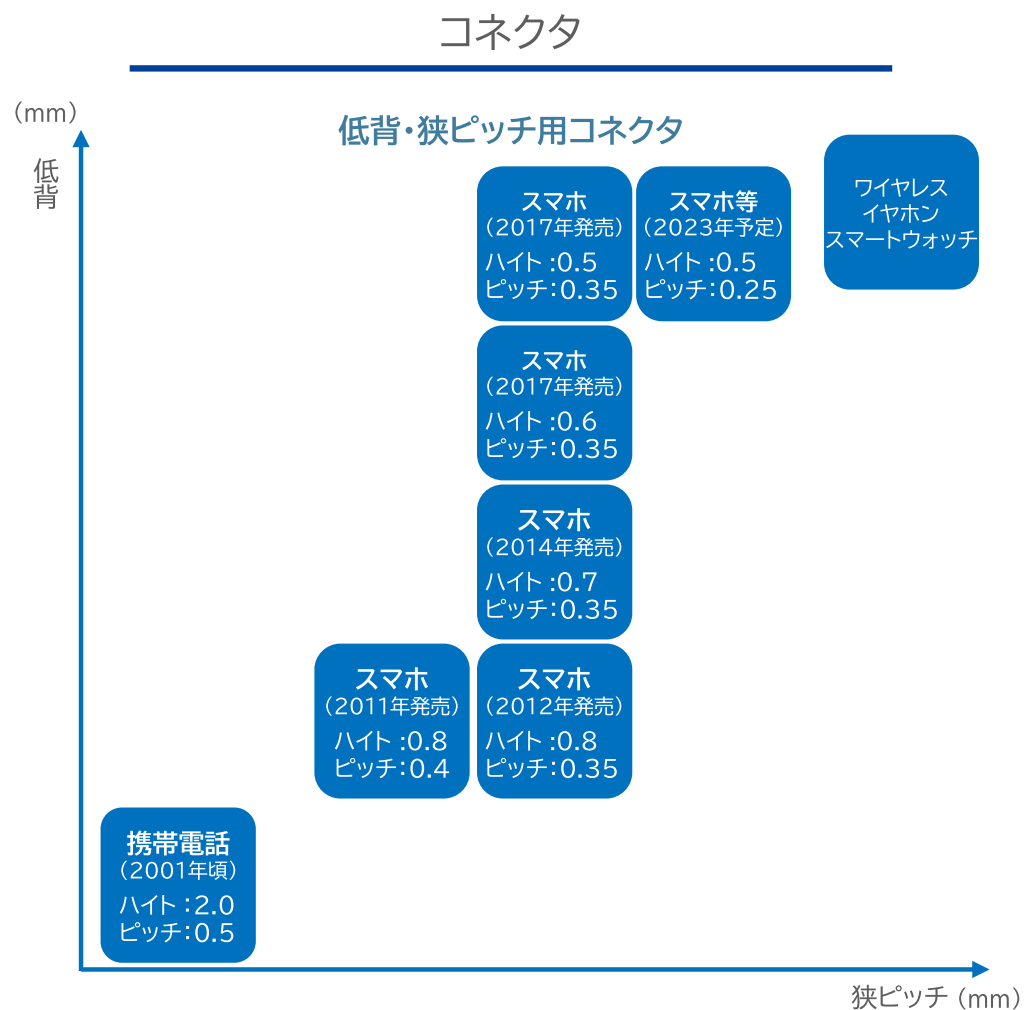 コネクタ
(mm)
低背
低背・狭ピッチ用コネクタ
スマホ
(2017年発売)
ハイト:0.5
ピッチ:0.35
スマホ等
(2023年予定)
ハイト:0.5
ピッチ:0.25
ワイヤレス
イヤホン
スマートウォッチ
スマホ
(2017年発売)
ハイト:0.6
ピッチ:0.35
スマホ
(2014年発売)
ハイト:0.7
ピッチ:0.35
スマホ
(2011年発売)
ハイト:0.8
ピッチ:0.4
スマホ
(2012年発売)
ハイト:0.8
ピッチ:0.35
携帯電話
(2001年頃)
ハイト:2.0
ピッチ:0.5
狭ピッチ (mm)